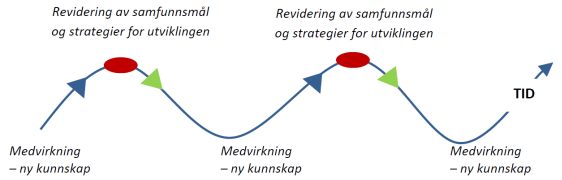 Revidering av samfunnsmål
og strategier for utviklingen
Revidering av samfunnsmål
og strategier for utviklingen
TID
Medvirkning
– ny kunnskap
Medvirkning
– ny kunnskap
Medvirkning
– ny kunnskap